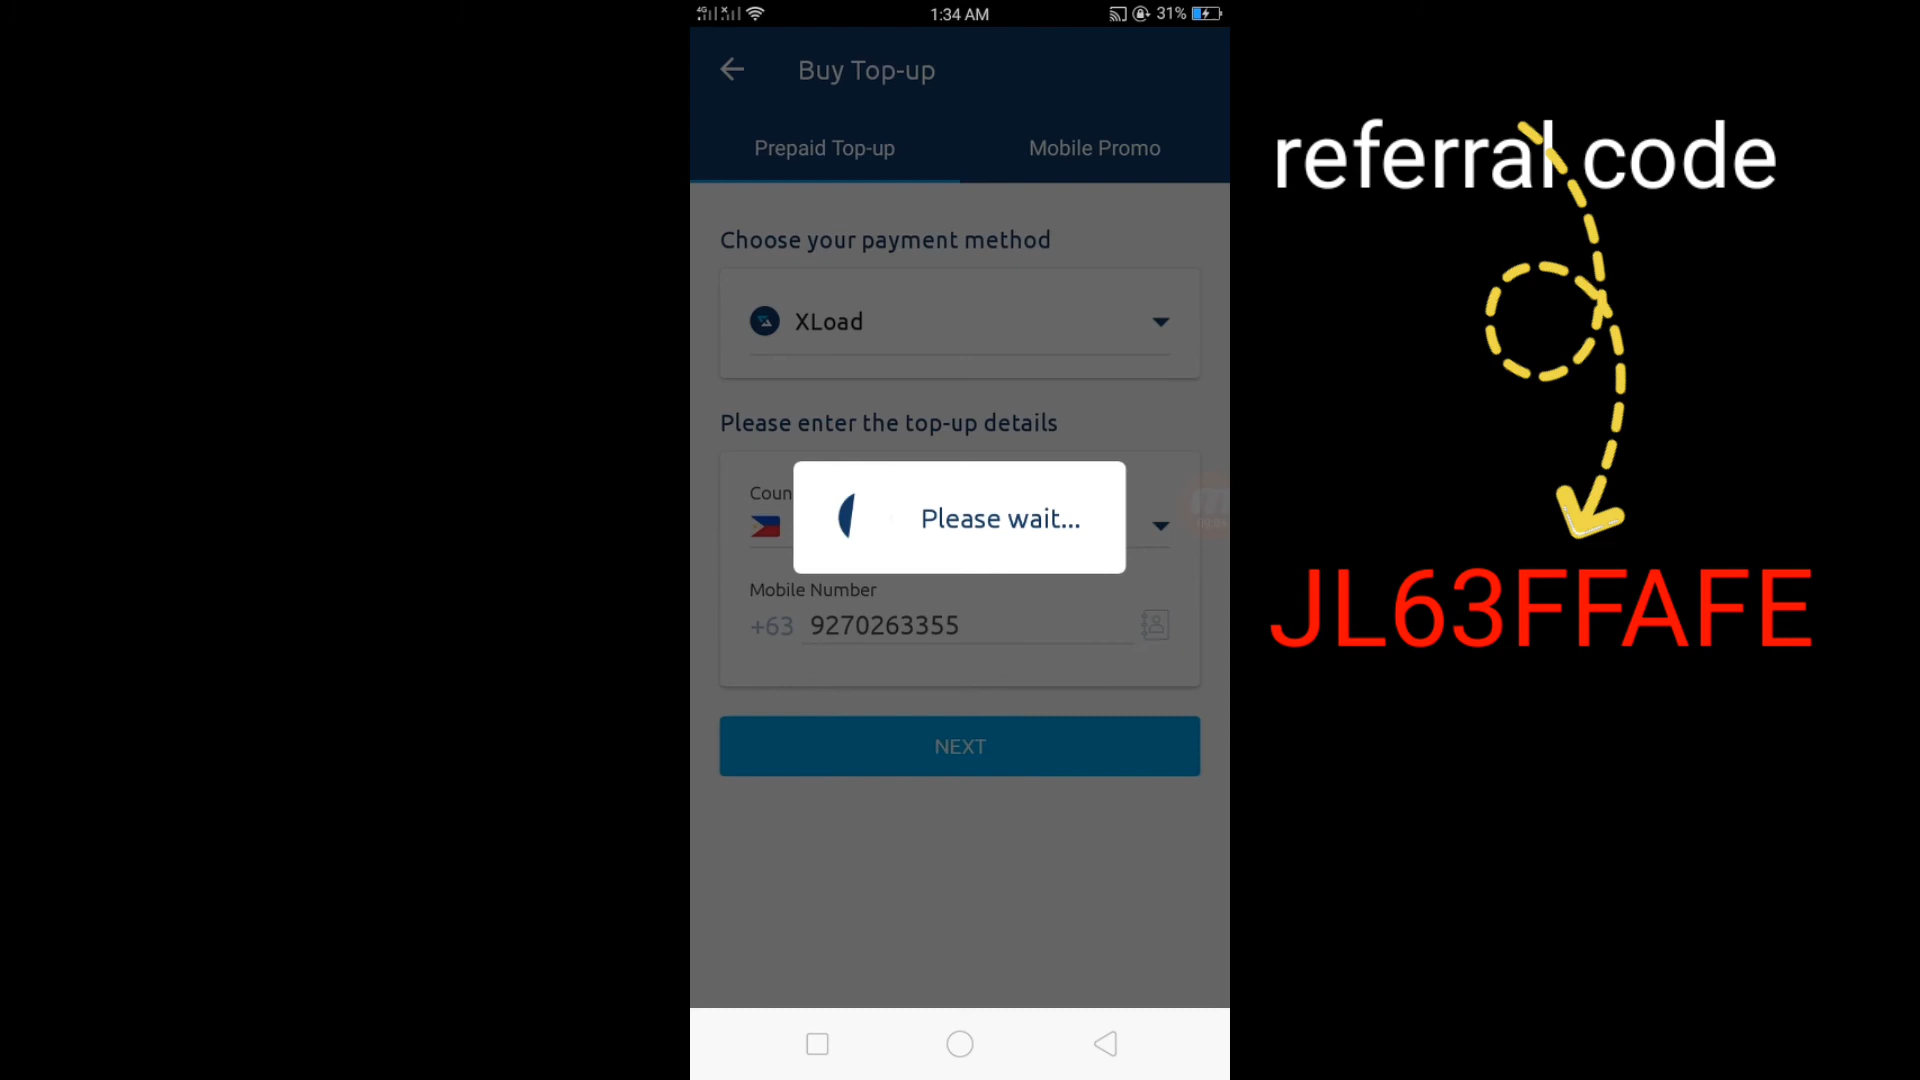 4G
1:34 AM
31%
Buy Top-up
Prepaid Top-up
Mobile Promo
Choose your payment method
XLoad
Please enter the top-up details
Coun
Please wait...
Mobile Number
+63 9270263355
NEXT
referral code
JL63FFAFE